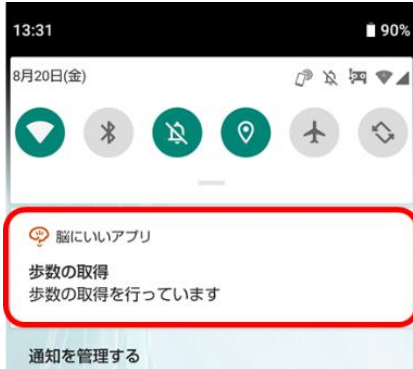 13:31
90%
8月20日(金)
脳にいいアプリ
歩数の取得
歩数の取得を行っています
通知を管理する